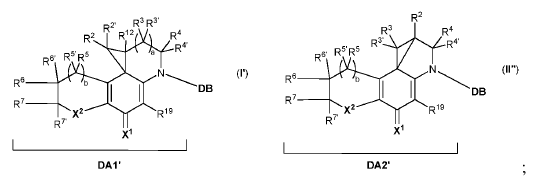 R2' R3 R3' R4
R2 R12 a R4'
R5' R5
R6' b
R6
N
DB
R7
R7' X2 R19
X1
DA1'
(I')
R2
R3 R4
R3' R4'
R5' R5
R6' b
R6
N
DB
R7
R7' X2 R19
X1
DA2'
(II")
;